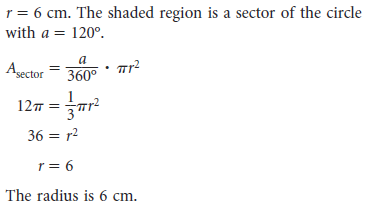 r = 6 cm. The shaded region is a sector of the circle
with a = 120°.
A_sector = a/360° · πr²
12π = 1/3 πr²
36 = r²
r = 6
The radius is 6 cm.